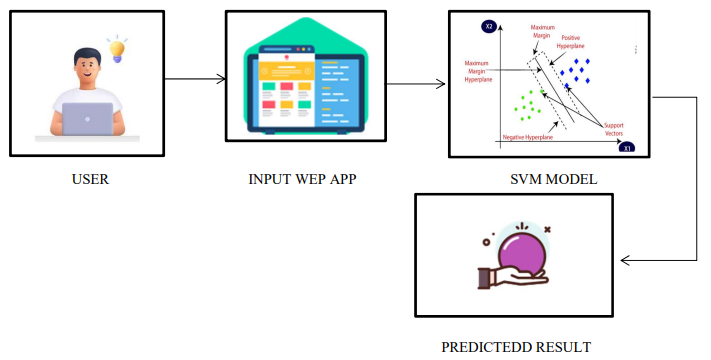 USER
INPUT WEP APP
X2
Maximum
Margin
Positive
Hyperplane
Maximum
Margin
Hyperplane
Support
Vectors
Negative Hyperplane
X1
SVM MODEL
PREDICTEDD RESULT